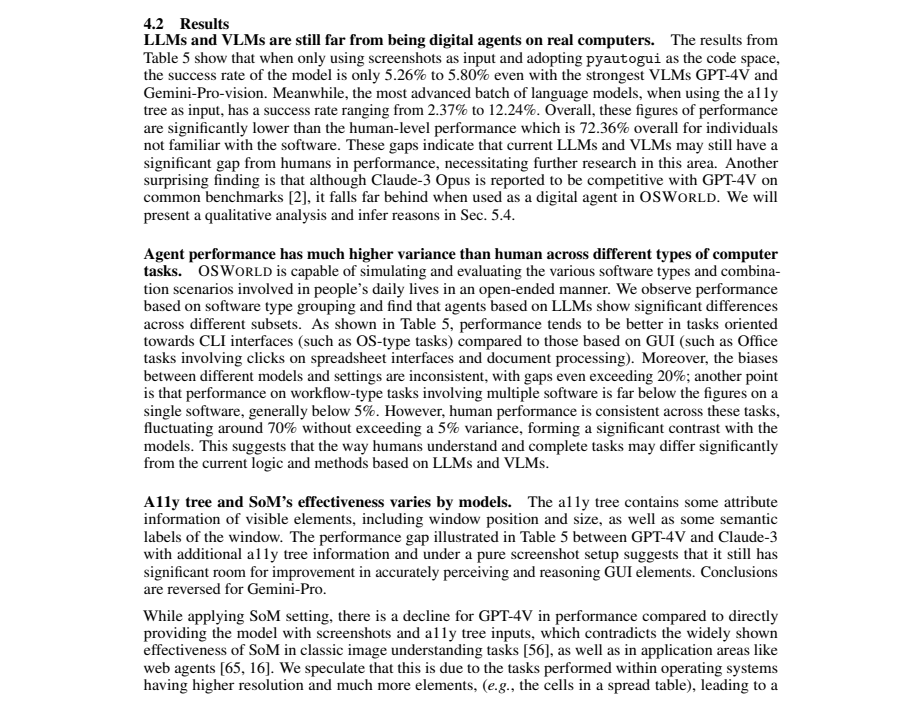 4.2 Results
LLMs and VLMs are still far from being digital agents on real computers. The results from
Table 5 show that when only using screenshots as input and adopting pyautogui as the code space,
the success rate of the model is only 5.26% to 5.80% even with the strongest VLMs GPT-4V and
Gemini-Pro-vision. Meanwhile, the most advanced batch of language models, when using the a11y
tree as input, has a success rate ranging from 2.37% to 12.24%. Overall, these figures of performance
are significantly lower than the human-level performance which is 72.36% overall for individuals
not familiar with the software. These gaps indicate that current LLMs and VLMs may still have a
significant gap from humans in performance, necessitating further research in this area. Another
surprising finding is that although Claude-3 Opus is reported to be competitive with GPT-4V on
common benchmarks [2], it falls far behind when used as a digital agent in OSWORLD. We will
present a qualitative analysis and infer reasons in Sec. 5.4.
Agent performance has much higher variance than human across different types of computer
tasks. OSWORLD is capable of simulating and evaluating the various software types and combina-
tion scenarios involved in people's daily lives in an open-ended manner. We observe performance
based on software type grouping and find that agents based on LLMs show significant differences
across different subsets. As shown in Table 5, performance tends to be better in tasks oriented
towards CLI interfaces (such as OS-type tasks) compared to those based on GUI (such as Office
tasks involving clicks on spreadsheet interfaces and document processing). Moreover, the biases
between different models and settings are inconsistent, with gaps even exceeding 20%; another point
is that performance on workflow-type tasks involving multiple software is far below the figures on a
single software, generally below 5%. However, human performance is consistent across these tasks,
fluctuating around 70% without exceeding a 5% variance, forming a significant contrast with the
models. This suggests that the way humans understand and complete tasks may differ significantly
from the current logic and methods based on LLMs and VLMs.
A11y tree and SoM's effectiveness varies by models. The a11y tree contains some attribute
information of visible elements, including window position and size, as well as some semantic
labels of the window. The performance gap illustrated in Table 5 between GPT-4V and Claude-3
with additional a11y tree information and under a pure screenshot setup suggests that it still has
significant room for improvement in accurately perceiving and reasoning GUI elements. Conclusions
are reversed for Gemini-Pro.
While applying SoM setting, there is a decline for GPT-4V in performance compared to directly
providing the model with screenshots and a11y tree inputs, which contradicts the widely shown
effectiveness of SoM in classic image understanding tasks [56], as well as in application areas like
web agents [65, 16]. We speculate that this is due to the tasks performed within operating systems
having higher resolution and much more elements, (e.g., the cells in a spread table), leading to a